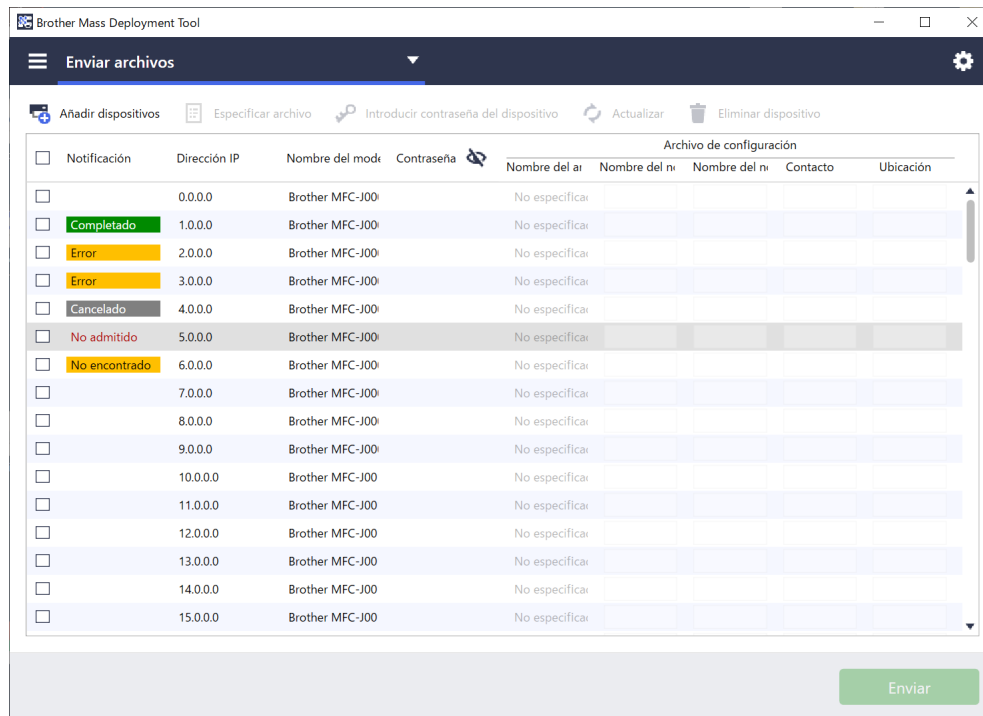 Brother Mass Deployment Tool
Enviar archivos
Añadir dispositivos Especificar archivo Introducir contraseña del dispositivo Actualizar Eliminar dispositivo
Archivo de configuración
Notificación Dirección IP Nombre del mode Contraseña Nombre del ar Nombre del no Nombre del no Contacto Ubicación
0.0.0.0 Brother MFC-J00 No especifica
Completado 1.0.0.0 Brother MFC-J00 No especifica
Error 2.0.0.0 Brother MFC-J00 No especifica
Error 3.0.0.0 Brother MFC-J00 No especifica
Cancelado 4.0.0.0 Brother MFC-J00 No especifica
No admitido 5.0.0.0 Brother MFC-J00 No especifica
No encontrado 6.0.0.0 Brother MFC-J00 No especifica
7.0.0.0 Brother MFC-J00 No especifica
8.0.0.0 Brother MFC-J00 No especifica
9.0.0.0 Brother MFC-J00 No especifica
10.0.0.0 Brother MFC-J00 No especifica
11.0.0.0 Brother MFC-J00 No especifica
12.0.0.0 Brother MFC-J00 No especifica
13.0.0.0 Brother MFC-J00 No especifica
14.0.0.0 Brother MFC-J00 No especifica
15.0.0.0 Brother MFC-J00 No especifica
Enviar